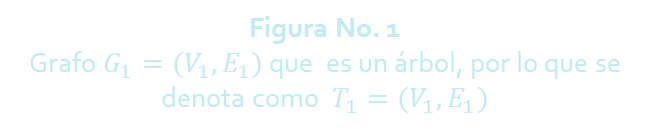 Figura No. 1
Grafo 𝐺₁ = (𝑉₁, 𝐸₁) que es un árbol, por lo que se
denota como 𝑇₁ = (𝑉₁, 𝐸₁)